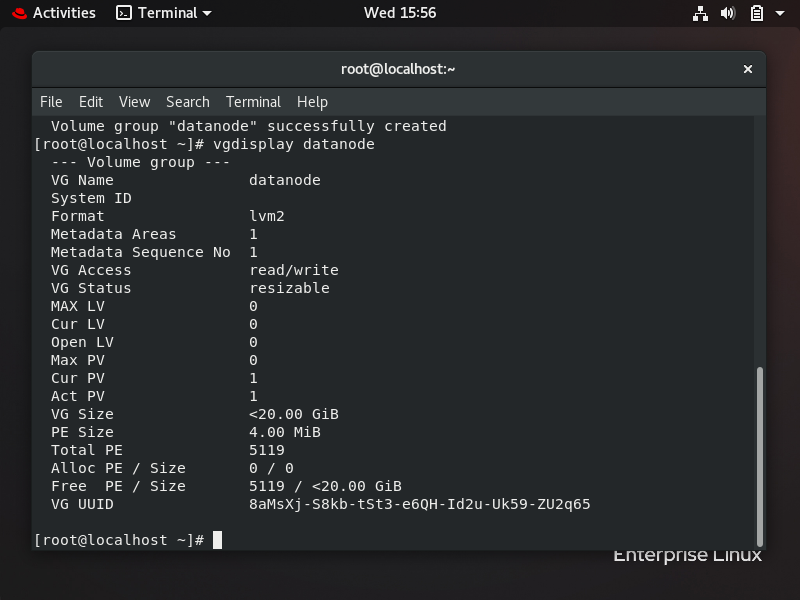 Activities Terminal Wed 15:56
root@localhost:~
File Edit View Search Terminal Help
Volume group "datanode" successfully created
[root@localhost ~]# vgdisplay datanode
--- Volume group ---
VG Name datanode
System ID
Format lvm2
Metadata Areas 1
Metadata Sequence No 1
VG Access read/write
VG Status resizable
MAX LV 0
Cur LV 0
Open LV 0
Max PV 0
Cur PV 1
Act PV 1
VG Size <20.00 GiB
PE Size 4.00 MiB
Total PE 5119
Alloc PE / Size 0 / 0
Free  PE / Size 5119 / <20.00 GiB
VG UUID 8aMsXj-S8kb-tSt3-e6QH-Id2u-Uk59-ZU2q65
[root@localhost ~]#
Enterprise Linux